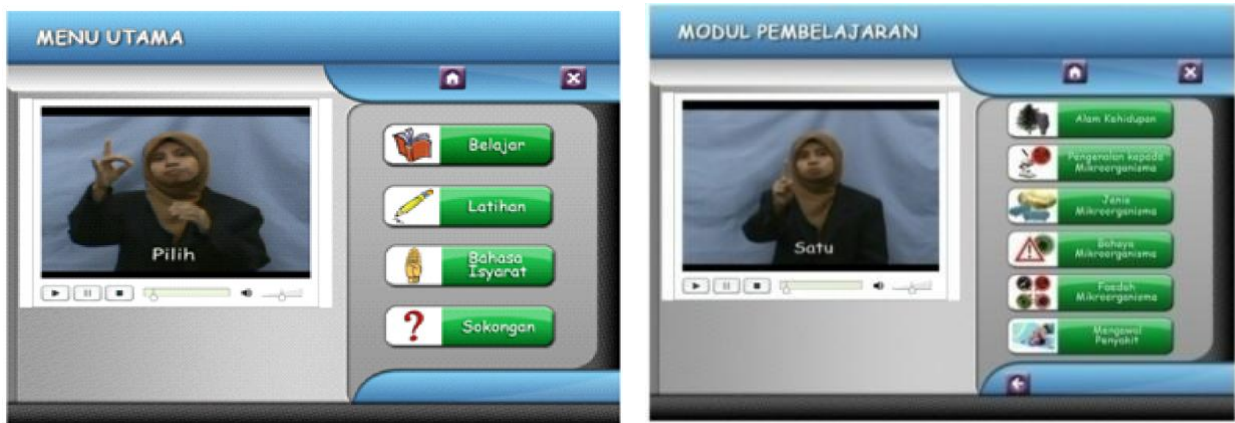 MENU UTAMA
Pilih
Belajar
Latihan
Bahasa
Isyarat
Sokongan
MODUL PEMBELAJARAN
Satu
Alam Kehidupan
Pengenalan kepada
Mikroorganisma
Jenis
Mikroorganisma
Bahaya
Mikroorganisma
Faedah
Mikroorganisma
Mengawal
Penyakit